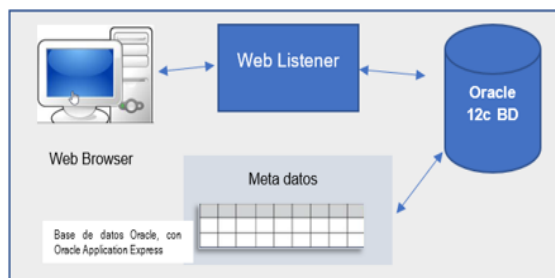 Web Listener
Oracle
12c BD
Web Browser
Meta datos
Base de datos Oracle, con
Oracle Application Express